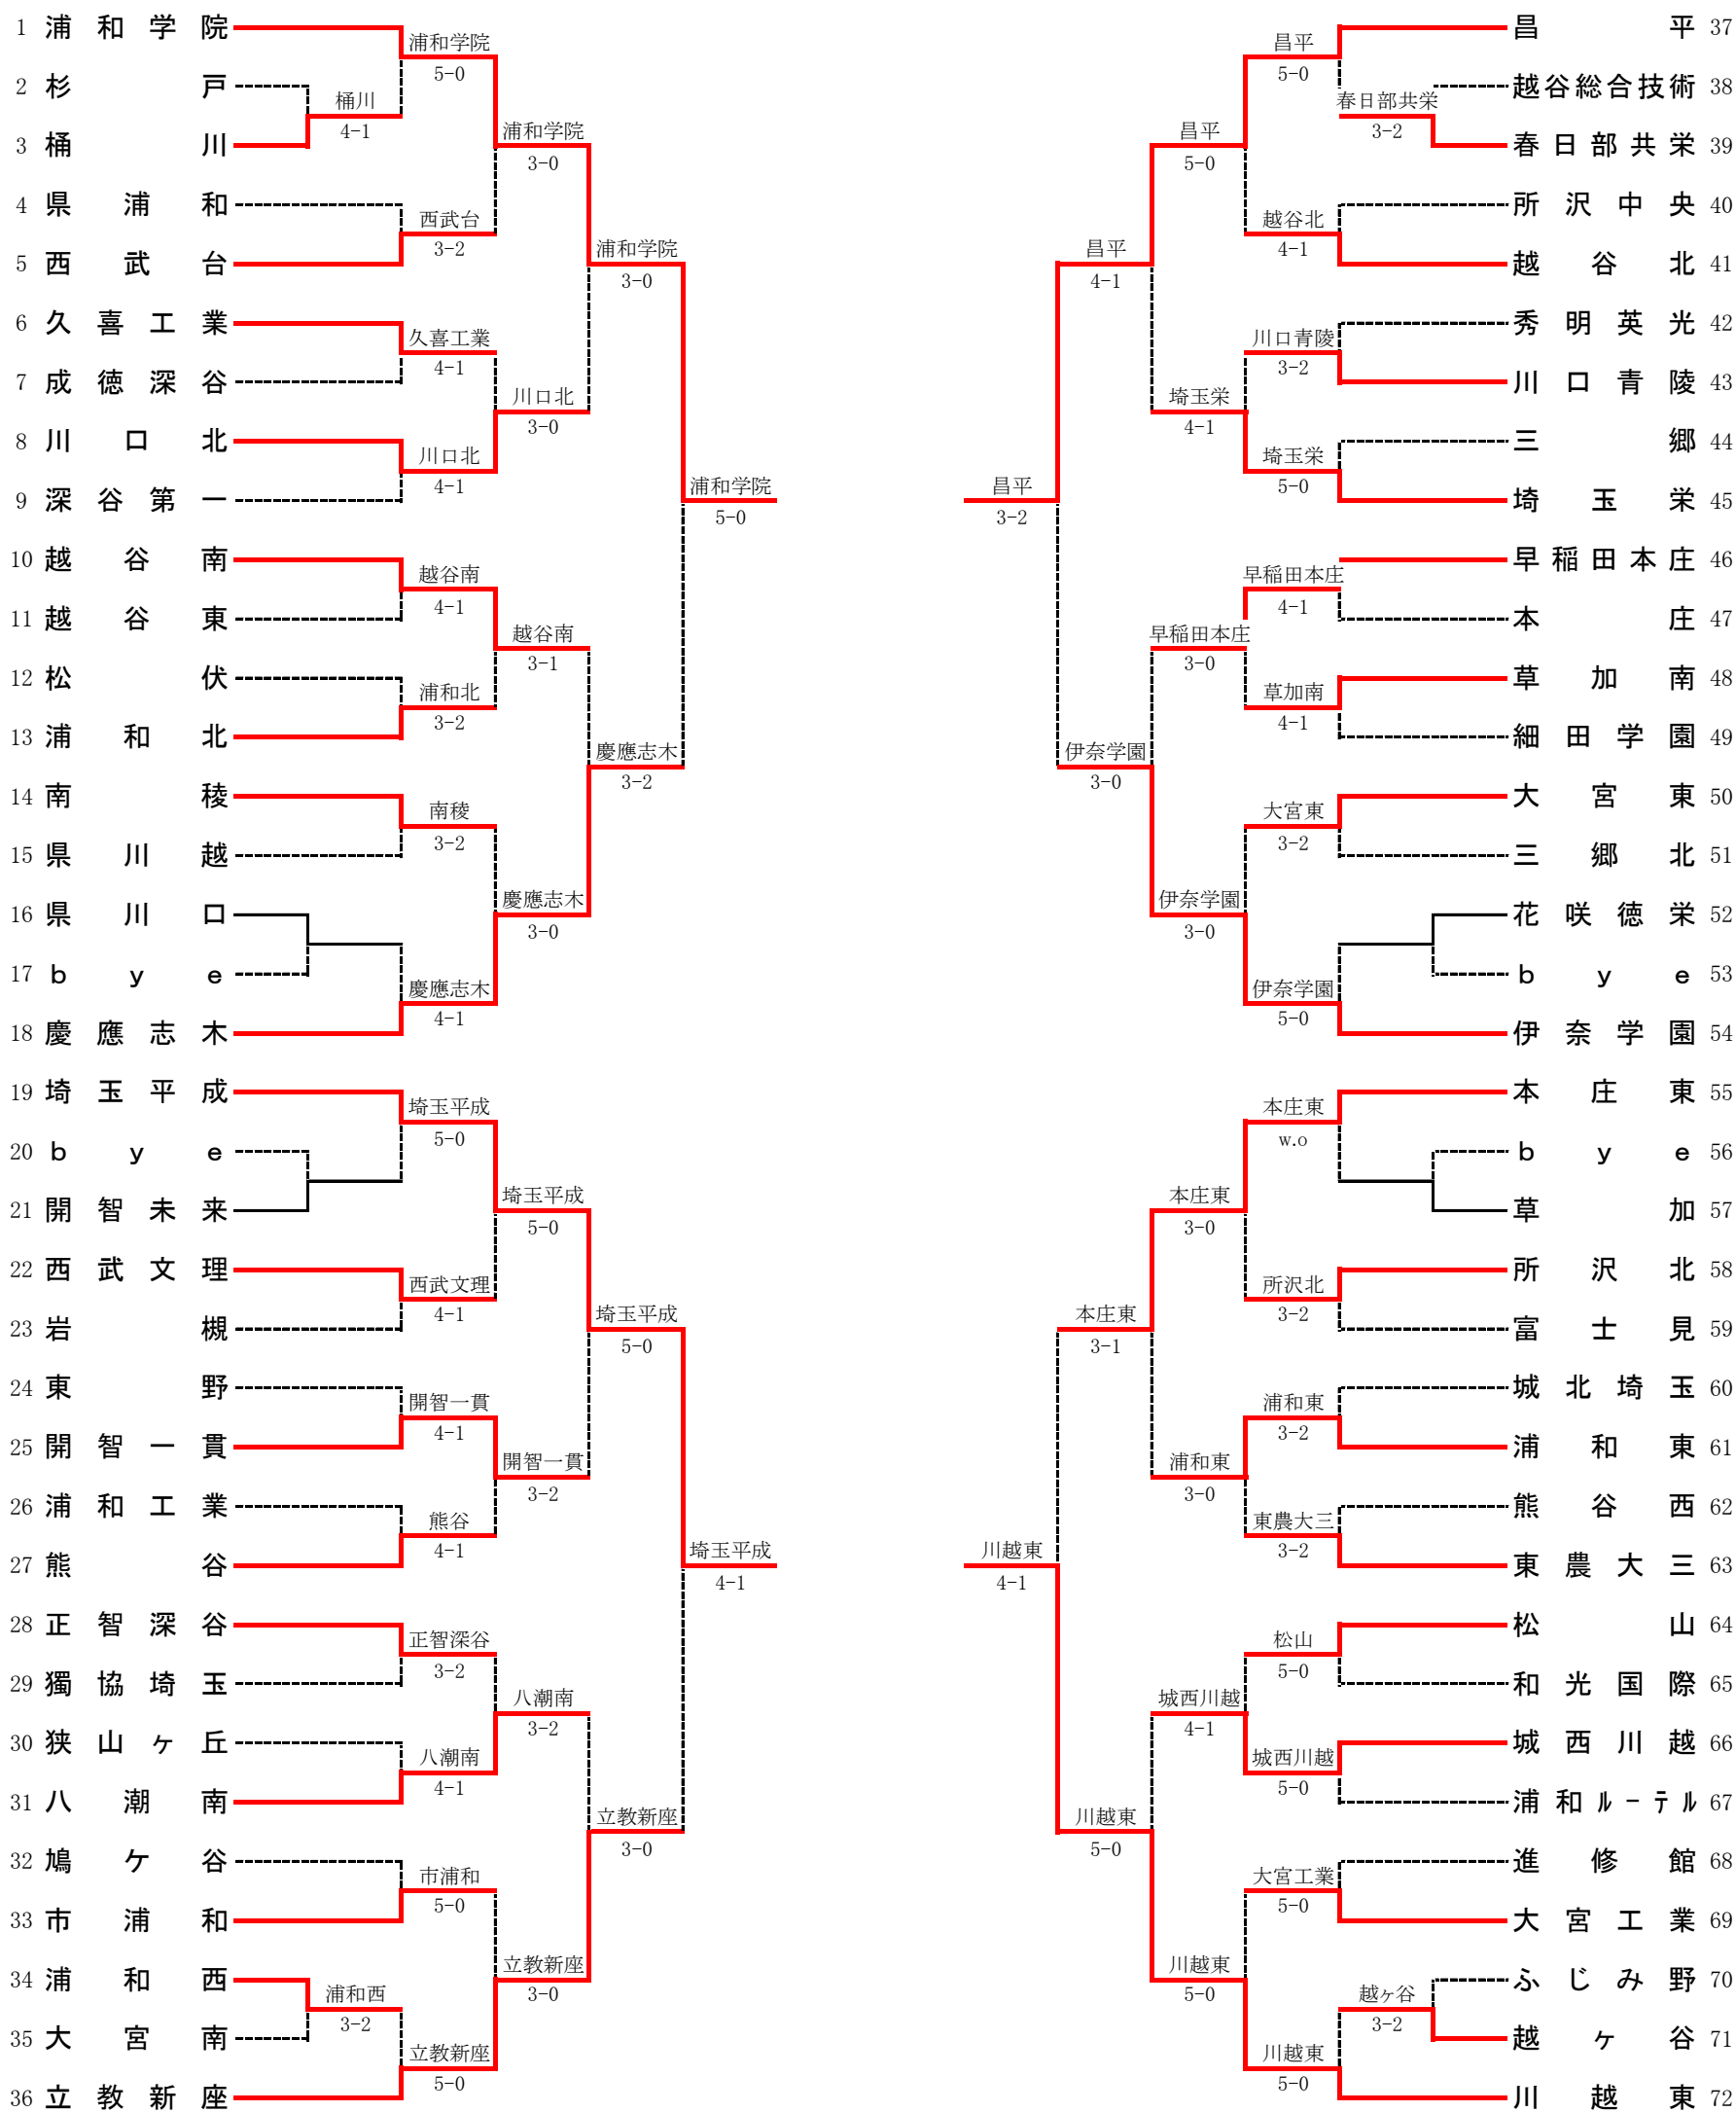 1 浦和学院
2 杉戸
3 桶川
4 県浦和
5 西武台
6 久喜工業
7 成徳深谷
8 川口北
9 深谷第一
10 越谷南
11 越谷東
12 松伏
13 浦和北
14 南稜
15 県川越
16 県川口
17 ｂｙｅ
18 慶應志木
19 埼玉平成
20 ｂｙｅ
21 開智未来
22 西武文理
23 岩槻
24 東野
25 開智一貫
26 浦和工業
27 熊谷
28 正智深谷
29 獨協埼玉
30 狭山ヶ丘
31 八潮南
32 鳩ケ谷
33 市浦和
34 浦和西
35 大宮南
36 立教新座
桶川
4-1
浦和西
3-2
浦和学院
5-0
西武台
3-2
久喜工業
4-1
川口北
4-1
越谷南
4-1
浦和北
3-2
南稜
3-2
慶應志木
4-1
埼玉平成
5-0
西武文理
4-1
開智一貫
4-1
熊谷
4-1
正智深谷
3-2
八潮南
4-1
市浦和
5-0
立教新座
5-0
浦和学院
3-0
川口北
3-0
越谷南
3-1
慶應志木
3-0
埼玉平成
5-0
開智一貫
3-2
八潮南
3-2
立教新座
3-0
浦和学院
3-0
慶應志木
3-2
埼玉平成
5-0
立教新座
3-0
浦和学院
5-0
埼玉平成
4-1
昌平
3-2
川越東
4-1
昌平
4-1
伊奈学園
3-0
本庄東
3-1
川越東
5-0
昌平
5-0
埼玉栄
4-1
早稲田本庄
3-0
伊奈学園
3-0
本庄東
3-0
浦和東
3-0
城西川越
4-1
川越東
5-0
昌平
5-0
越谷北
4-1
川口青陵
3-2
埼玉栄
5-0
早稲田本庄
4-1
草加南
4-1
大宮東
3-2
伊奈学園
5-0
本庄東
w.o
所沢北
3-2
浦和東
3-2
東農大三
3-2
松山
5-0
城西川越
5-0
大宮工業
5-0
川越東
5-0
春日部共栄
3-2
越ヶ谷
3-2
昌平 37
越谷総合技術 38
春日部共栄 39
所沢中央 40
越谷北 41
秀明英光 42
川口青陵 43
三郷 44
埼玉栄 45
早稲田本庄 46
本庄 47
草加南 48
細田学園 49
大宮東 50
三郷北 51
花咲徳栄 52
ｂｙｅ 53
伊奈学園 54
本庄東 55
ｂｙｅ 56
草加 57
所沢北 58
富士見 59
城北埼玉 60
浦和東 61
熊谷西 62
東農大三 63
松山 64
和光国際 65
城西川越 66
浦和ﾙｰﾃﾙ 67
進修館 68
大宮工業 69
ふじみ野 70
越ヶ谷 71
川越東 72